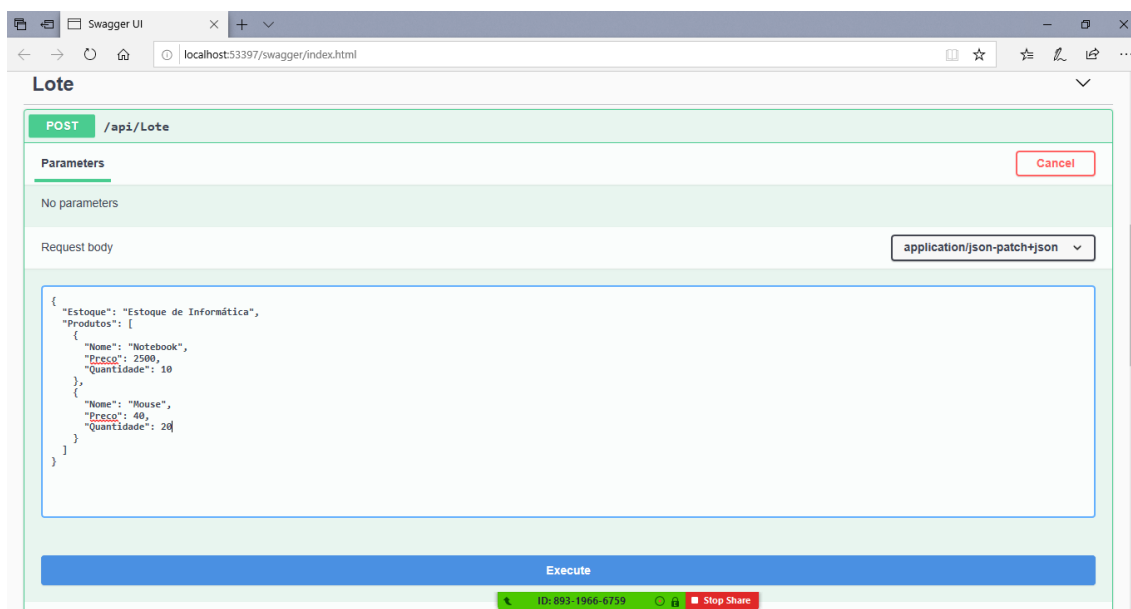 Swagger UI
localhost:53397/swagger/index.html
Lote
POST /api/Lote
Parameters Cancel
No parameters
Request body application/json-patch+json
{
"Estoque": "Estoque de Informática",
"Produtos": [
{
"Nome": "Notebook",
"Preco": 2500,
"Quantidade": 10
},
{
"Nome": "Mouse",
"Preco": 40,
"Quantidade": 20
}
]
}
Execute
ID: 893-1966-6759 Stop Share